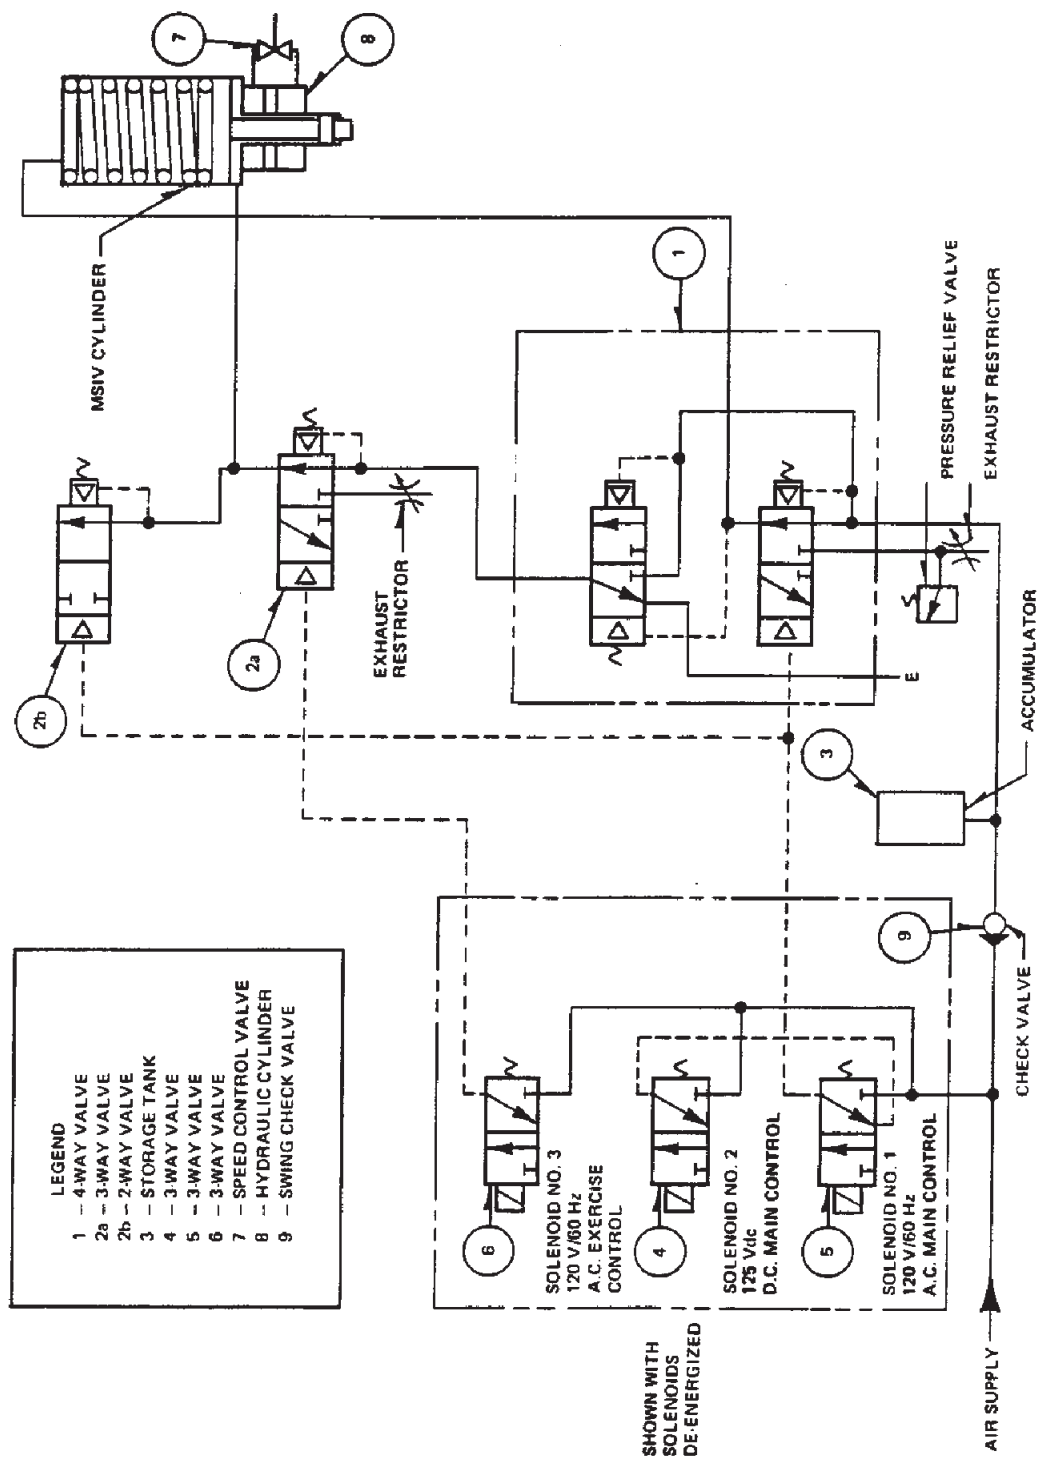 LEGEND
1 – 4-WAY VALVE
2a – 3-WAY VALVE
2b – 2-WAY VALVE
3 – STORAGE TANK
4 – 3-WAY VALVE
5 – 3-WAY VALVE
6 – 3-WAY VALVE
7 – SPEED CONTROL VALVE
8 – HYDRAULIC CYLINDER
9 – SWING CHECK VALVE
2b
MSIV CYLINDER
7
8
2a
EXHAUST
RESTRICTOR
1
6
SOLENOID NO. 3
120 V/60 Hz
A.C. EXERCISE
CONTROL
SHOWN WITH
SOLENOIDS
DE-ENERGIZED
4
SOLENOID NO. 2
125 Vdc
D.C. MAIN CONTROL
5
SOLENOID NO. 1
120 V/60 Hz
A.C. MAIN CONTROL
3
9
E
PRESSURE RELIEF VALVE
EXHAUST RESTRICTOR
AIR SUPPLY
CHECK VALVE
ACCUMULATOR